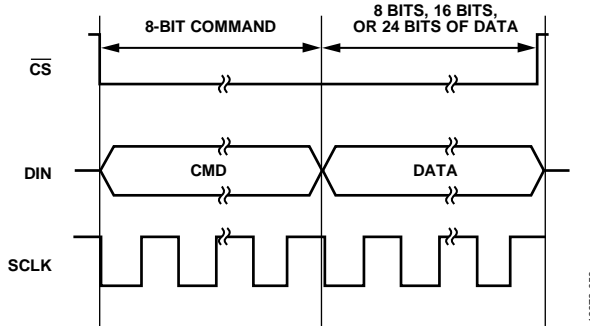 8-BIT COMMAND
8 BITS, 16 BITS,
OR 24 BITS OF DATA
CS
DIN
CMD
DATA
SCLK